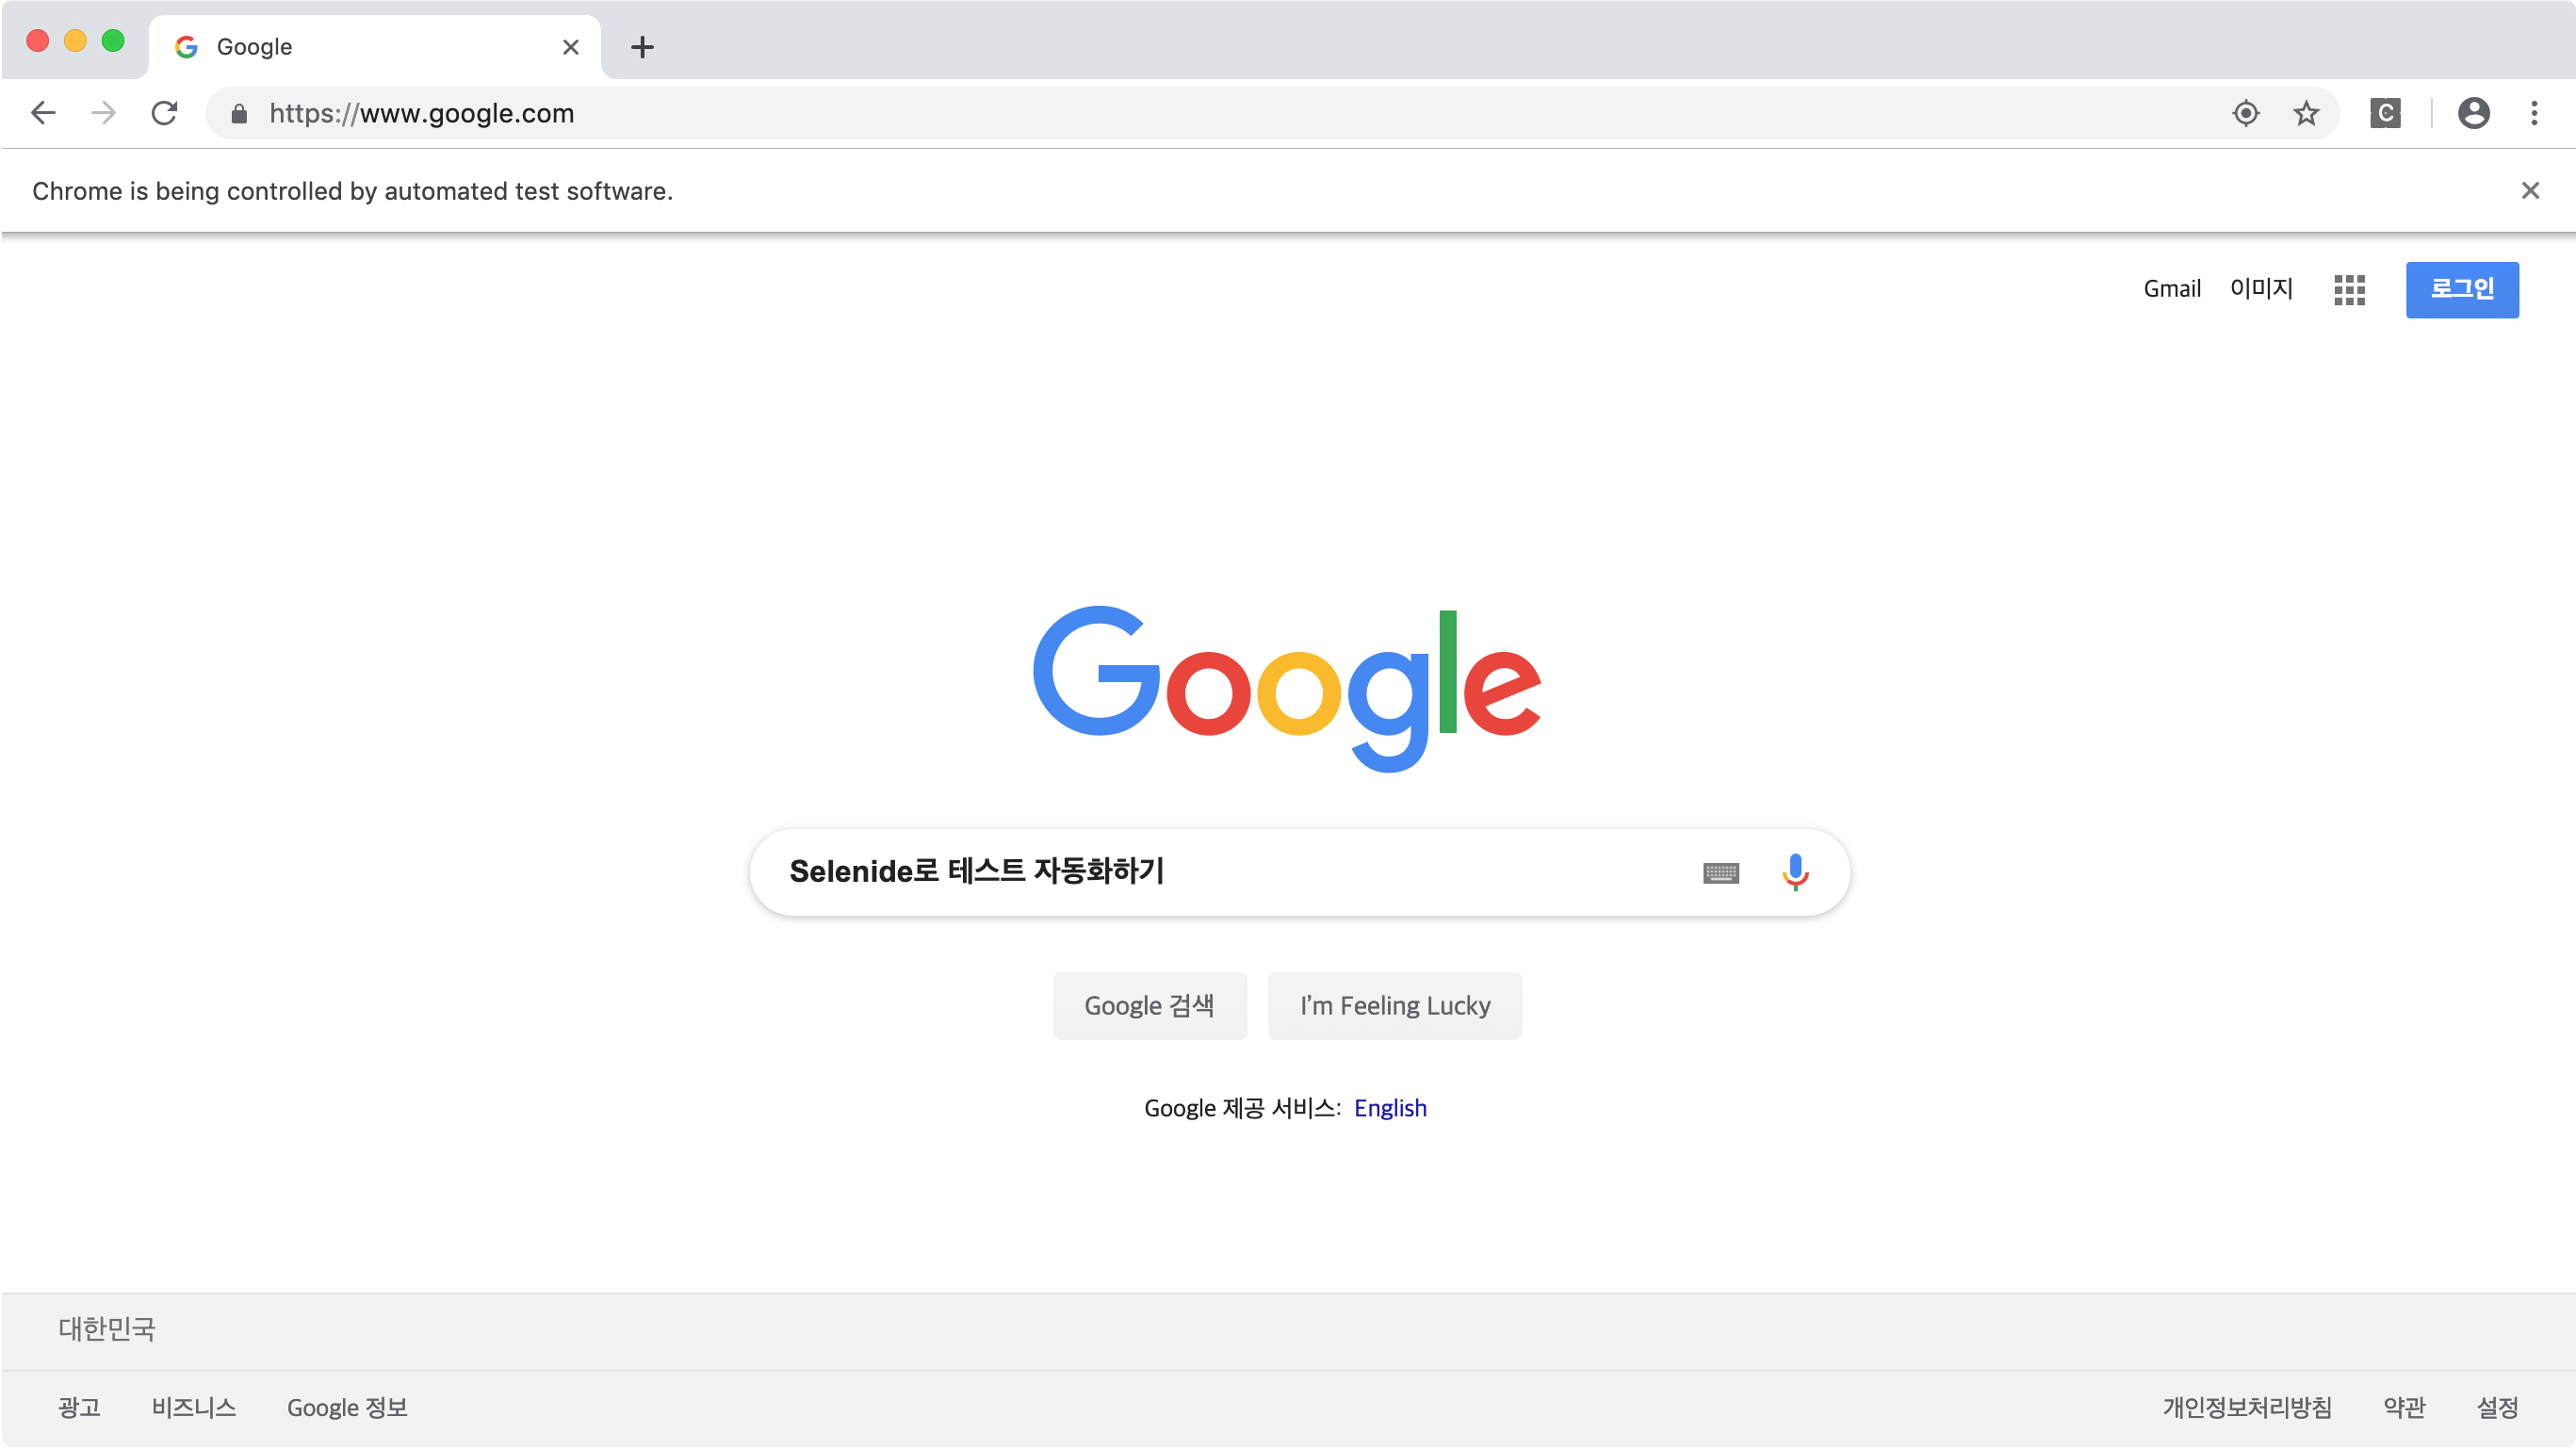 Google
https://www.google.com
C
Chrome is being controlled by automated test software.
Gmail 이미지 로그인
Google
Selenide로 테스트 자동화하기
Google 검색 I’m Feeling Lucky
Google 제공 서비스: English
대한민국
광고 비즈니스 Google 정보 개인정보처리방침 약관 설정